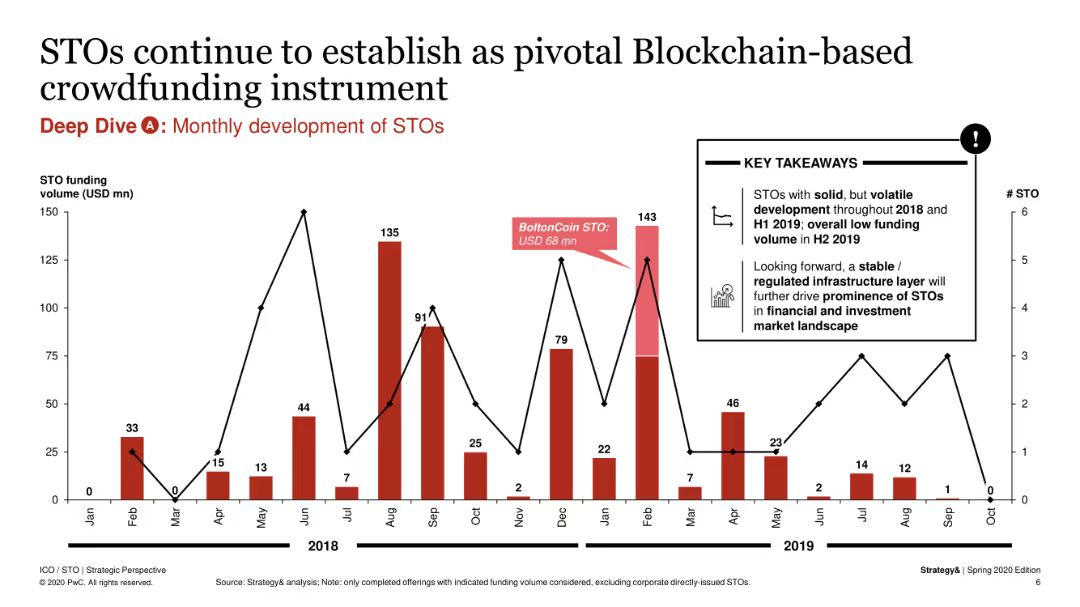 STOs continue to establish as pivotal Blockchain-based
crowdfunding instrument
Deep Dive A: Monthly development of STOs
!
KEY TAKEAWAYS
STOs with solid, but volatile
development throughout 2018 and
H1 2019; overall low funding
volume in H2 2019
Looking forward, a stable /
regulated infrastructure layer will
further drive prominence of STOs
in financial and investment
market landscape
STO funding
volume (USD mn)
# STO
150
125
100
75
50
25
0
6
5
4
3
2
1
0
BoltonCoin STO:
USD 68 mn
0
33
0
15
13
44
7
135
91
25
2
79
22
143
7
46
23
2
14
12
1
0
Jan
Feb
Mar
Apr
May
Jun
Jul
Aug
Sep
Oct
Nov
Dec
Jan
Feb
Mar
Apr
May
Jun
Jul
Aug
Sep
Oct
2018
2019
ICO / STO | Strategic Perspective
© 2020 PwC. All rights reserved.
Source: Strategy& analysis; Note: only completed offerings with indicated funding volume considered, excluding corporate directly-issued STOs.
Strategy& | Spring 2020 Edition
6